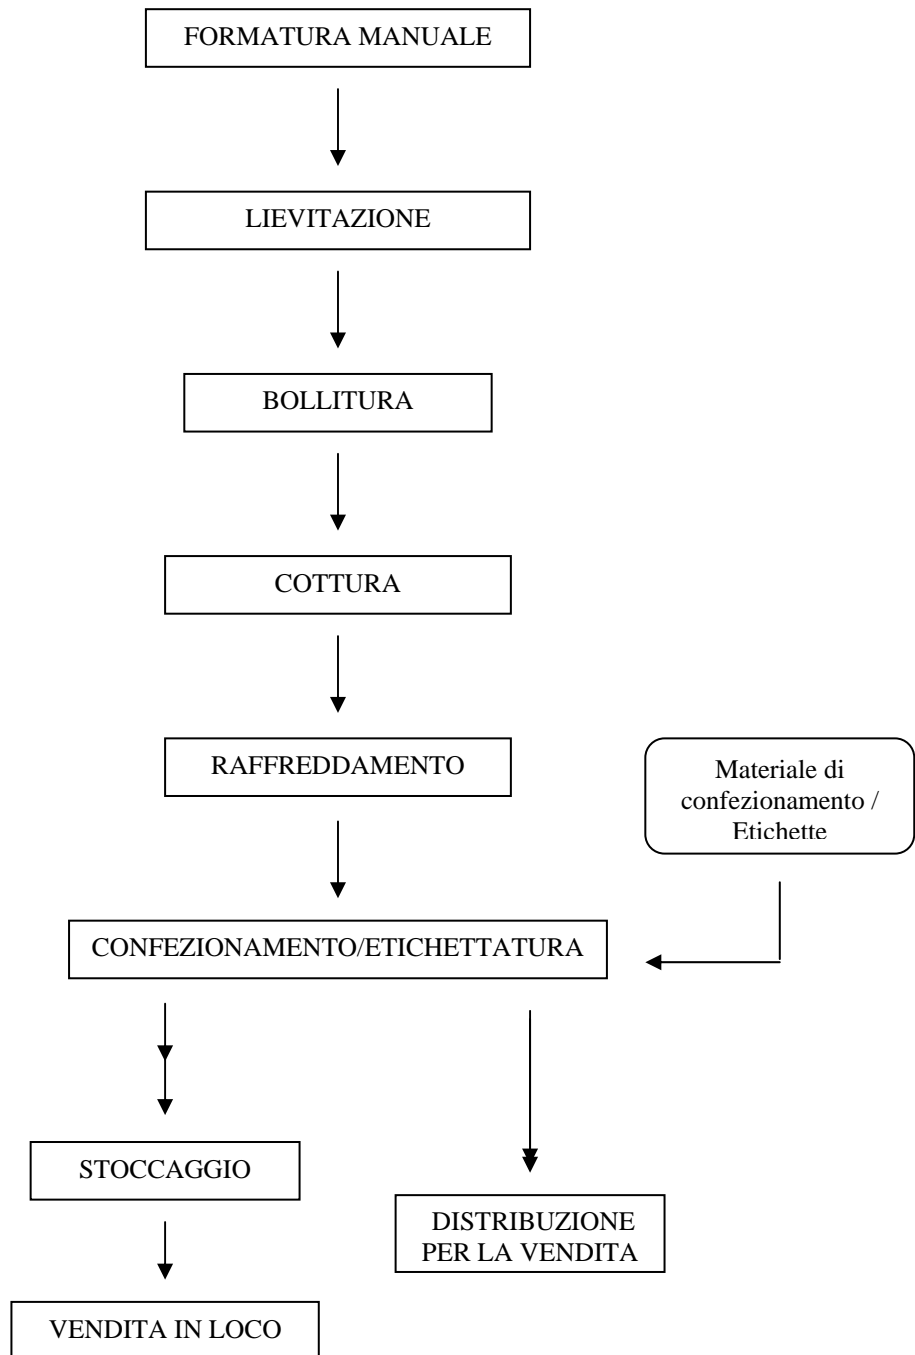 FORMATURA MANUALE
LIEVITAZIONE
BOLLITURA
COTTURA
RAFFREDDAMENTO
Materiale di
confezionamento /
Etichette
CONFEZIONAMENTO/ETICHETTATURA
STOCCAGGIO
DISTRIBUZIONE
PER LA VENDITA
VENDITA IN LOCO